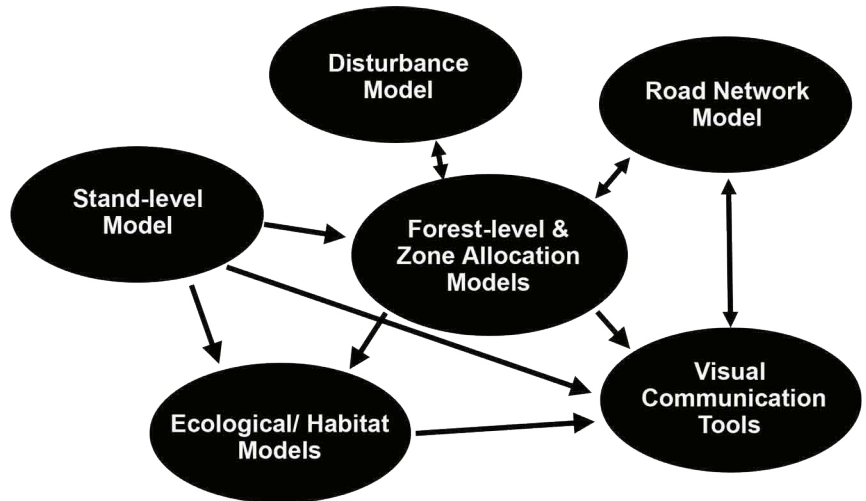 Disturbance
Model
Road Network
Model
Stand-level
Model
Forest-level &
Zone Allocation
Models
Visual
Communication
Tools
Ecological/ Habitat
Models